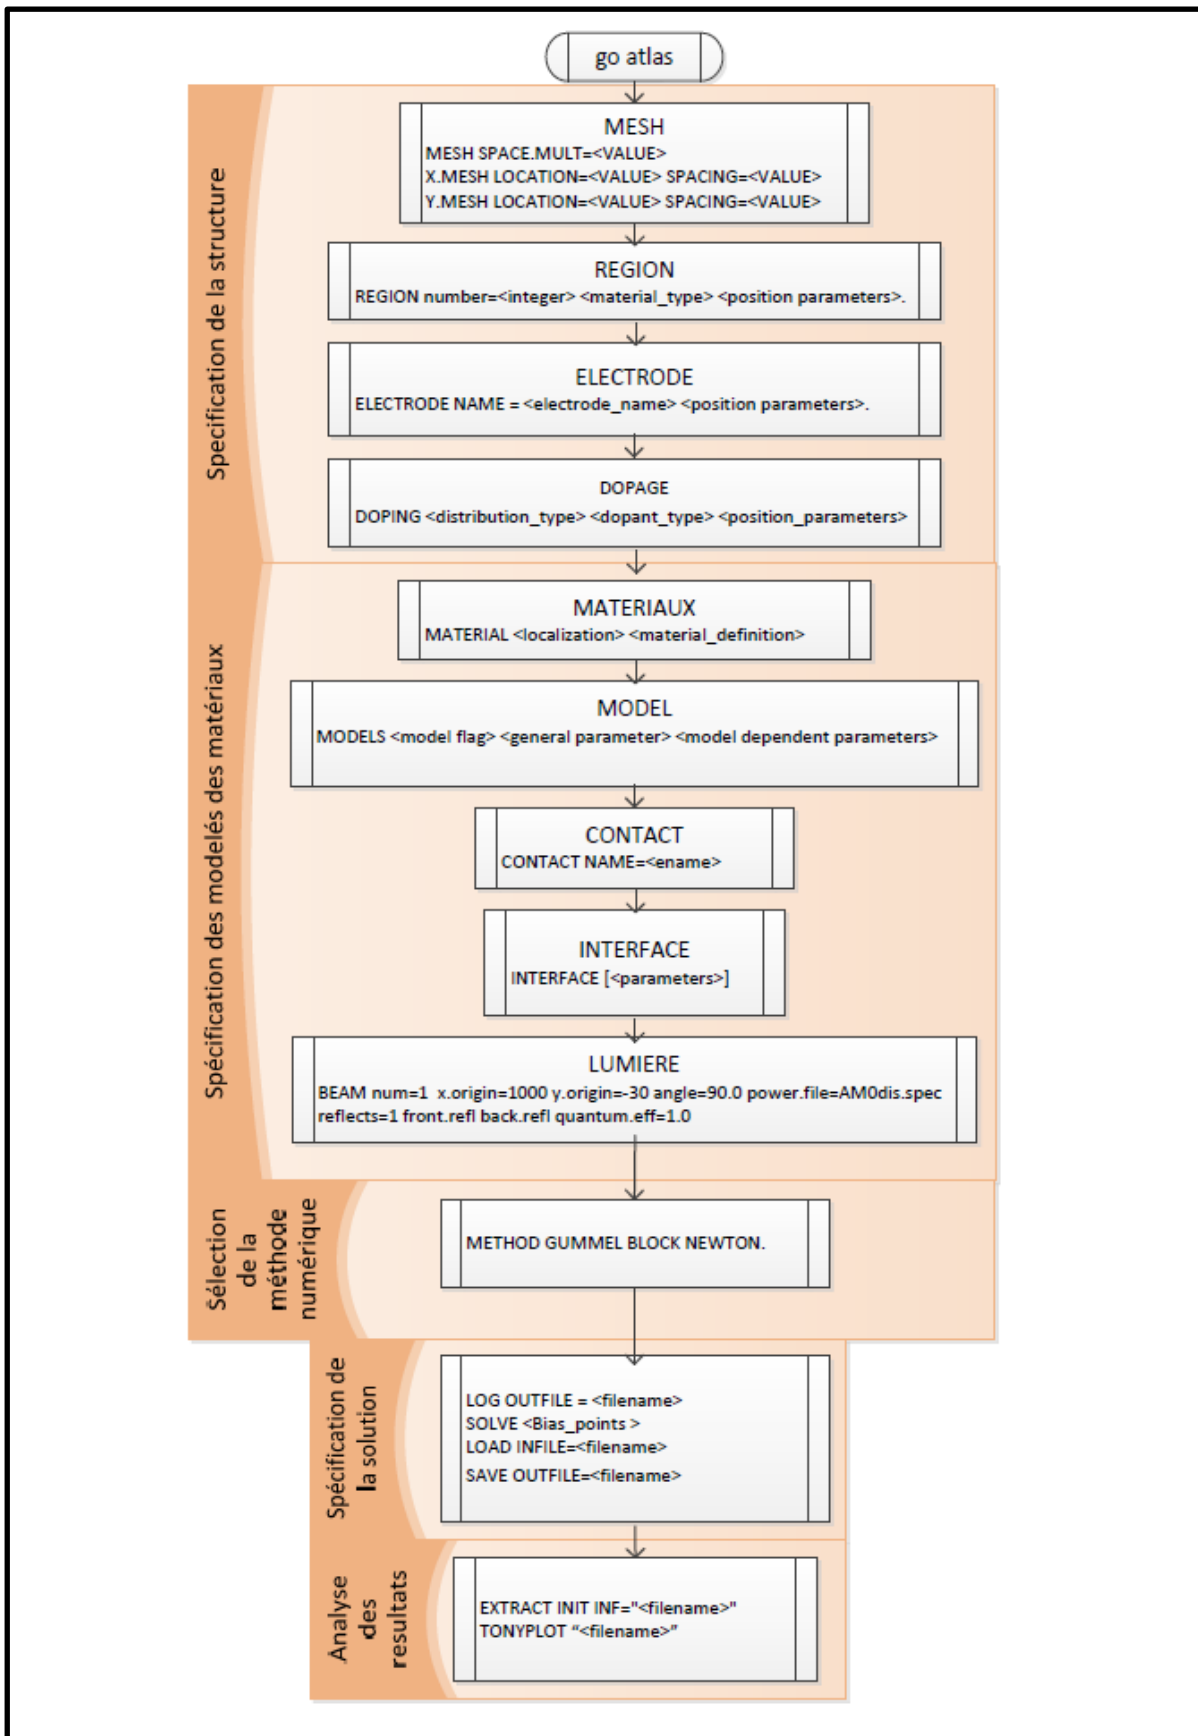 go atlas
Specification de la structure
MESH
MESH SPACE.MULT=<VALUE>
X.MESH LOCATION=<VALUE> SPACING=<VALUE>
Y.MESH LOCATION=<VALUE> SPACING=<VALUE>
REGION
REGION number=<integer> <material_type> <position parameters>.
ELECTRODE
ELECTRODE NAME = <electrode_name> <position parameters>.
DOPAGE
DOPING <distribution_type> <dopant_type> <position_parameters>
Spécification des modelés des matériaux
MATERIAUX
MATERIAL <localization> <material_definition>
MODEL
MODELS <model flag> <general parameter> <model dependent parameters>
CONTACT
CONTACT NAME=<ename>
INTERFACE
INTERFACE [<parameters>]
LUMIERE
BEAM num=1 x.origin=1000 y.origin=-30 angle=90.0 power.file=AM0dis.spec
reflects=1 front.refl back.refl quantum.eff=1.0
Sélection
de la
méthode
numérique
METHOD GUMMEL BLOCK NEWTON.
Spécification de
la solution
LOG OUTFILE = <filename>
SOLVE <Bias_points >
LOAD INFILE=<filename>
SAVE OUTFILE=<filename>
Analyse
des
resultats
EXTRACT INIT INF="<filename>"
TONYPLOT “<filename>”